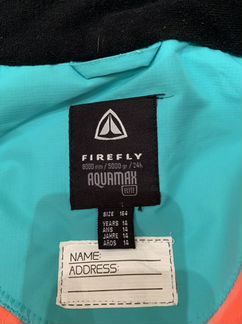 FIREFLY
8000 mm / 5000 gr / 24h
AQUAMAX
ELITE
SIZE 164
YEARS 14
ANS 14
JAHRE 14
AÑOS 14
NAME:
ADDRESS: